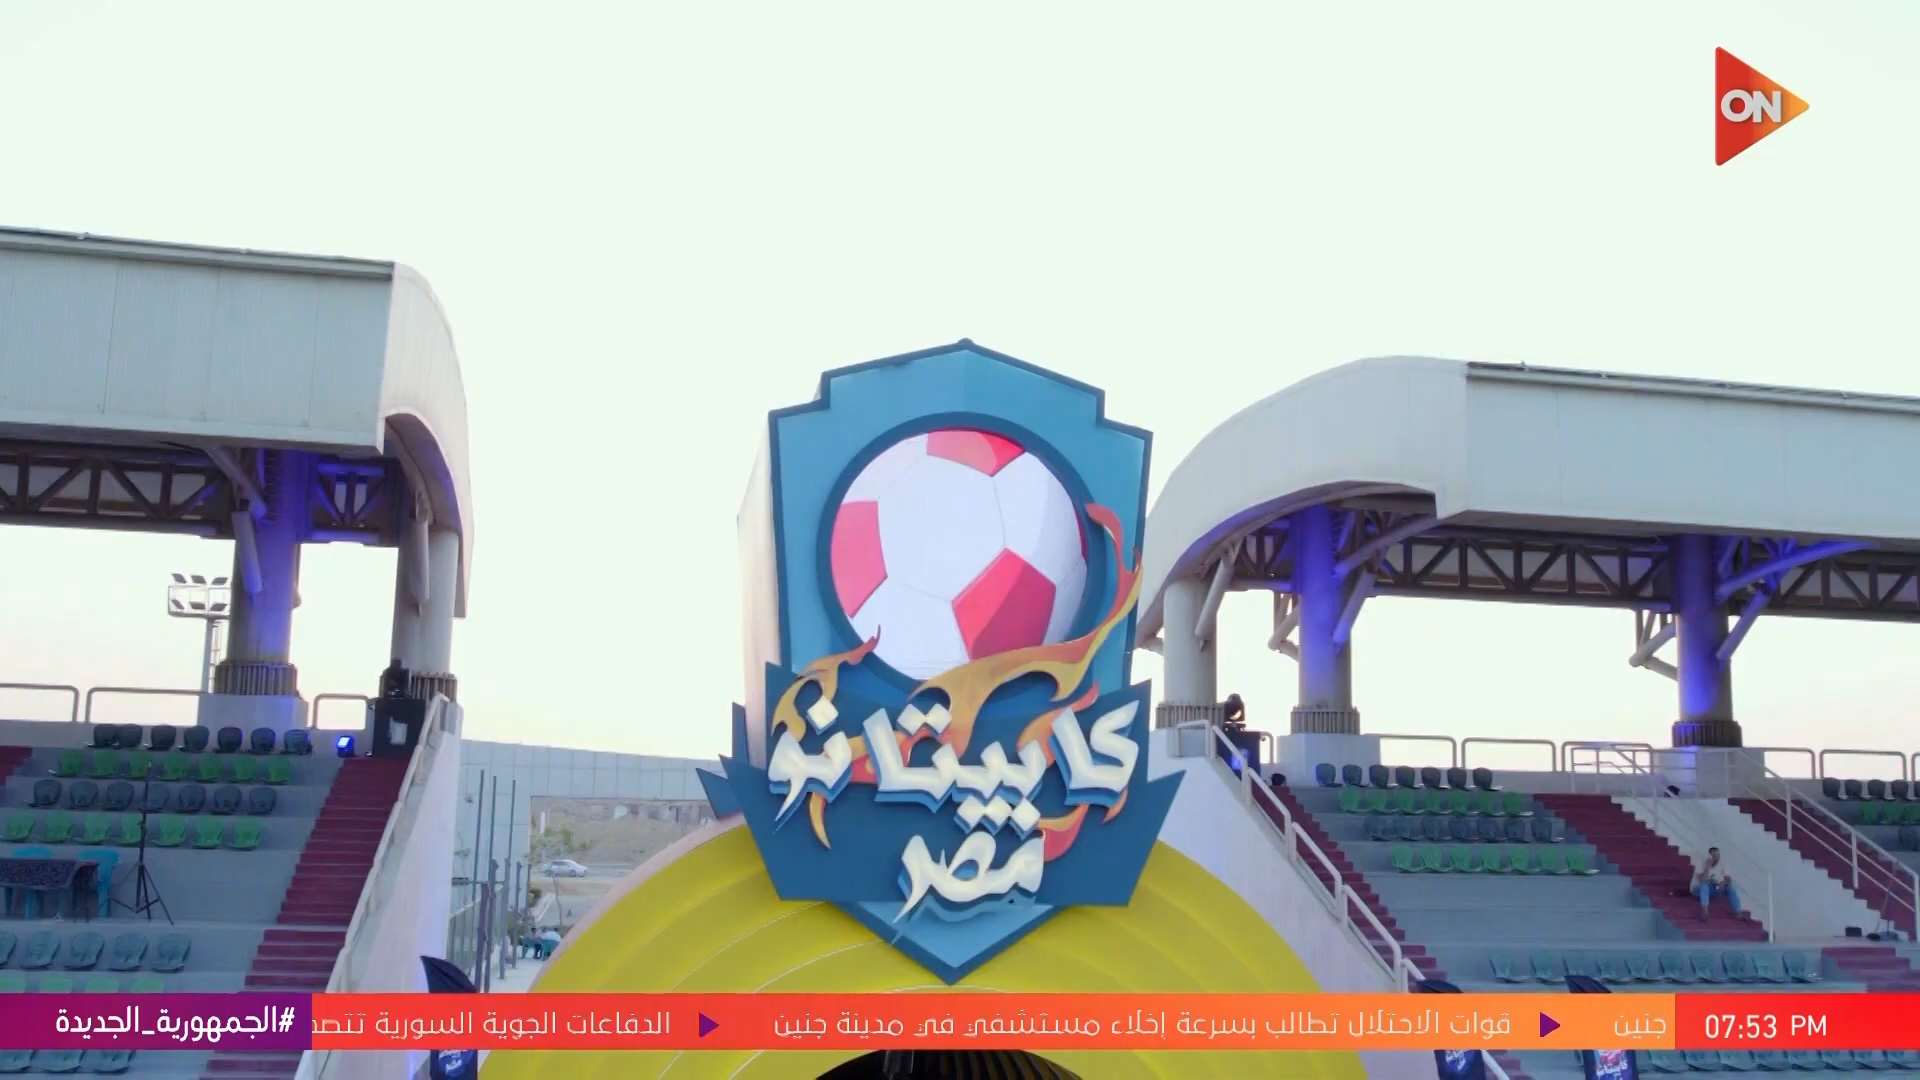 ON
كابيتانو
مصر
07:53 PM
جنين
قوات الاحتلال تطالب بسرعة إخلاء مستشفي في مدينة جنين
الدفاعات الجوية السورية تتصد
#الجمهورية_الجديدة